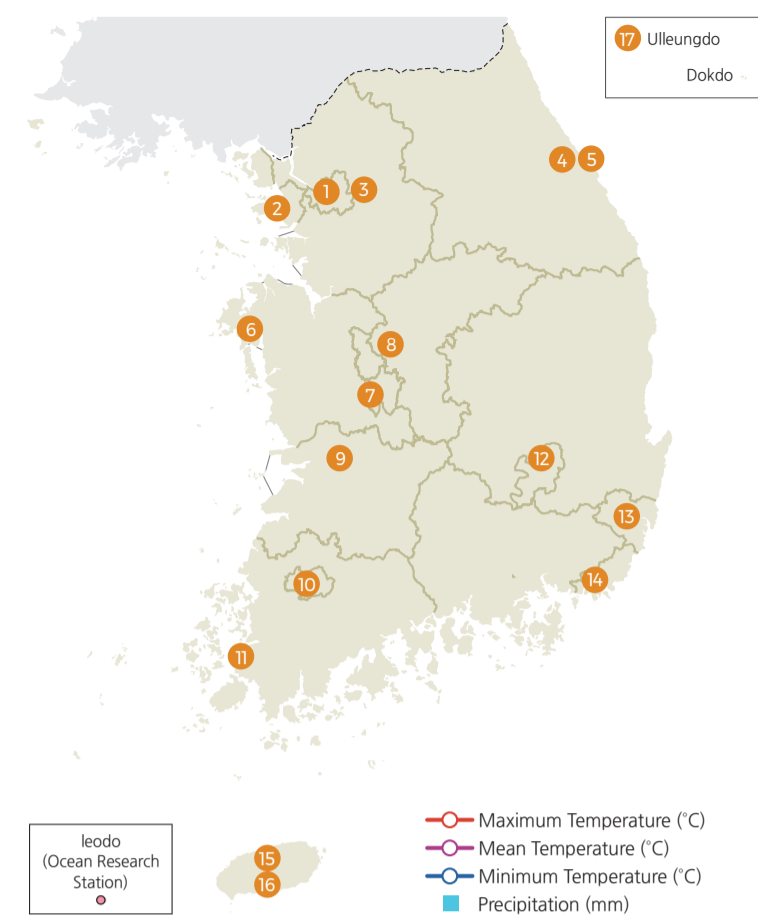 17 Ulleungdo
Dokdo
4 5
1 3
2
6
8
7
9
12
13
10
14
11
15
16
Ieodo
(Ocean Research
Station)
Maximum Temperature (°C)
Mean Temperature (°C)
Minimum Temperature (°C)
Precipitation (mm)